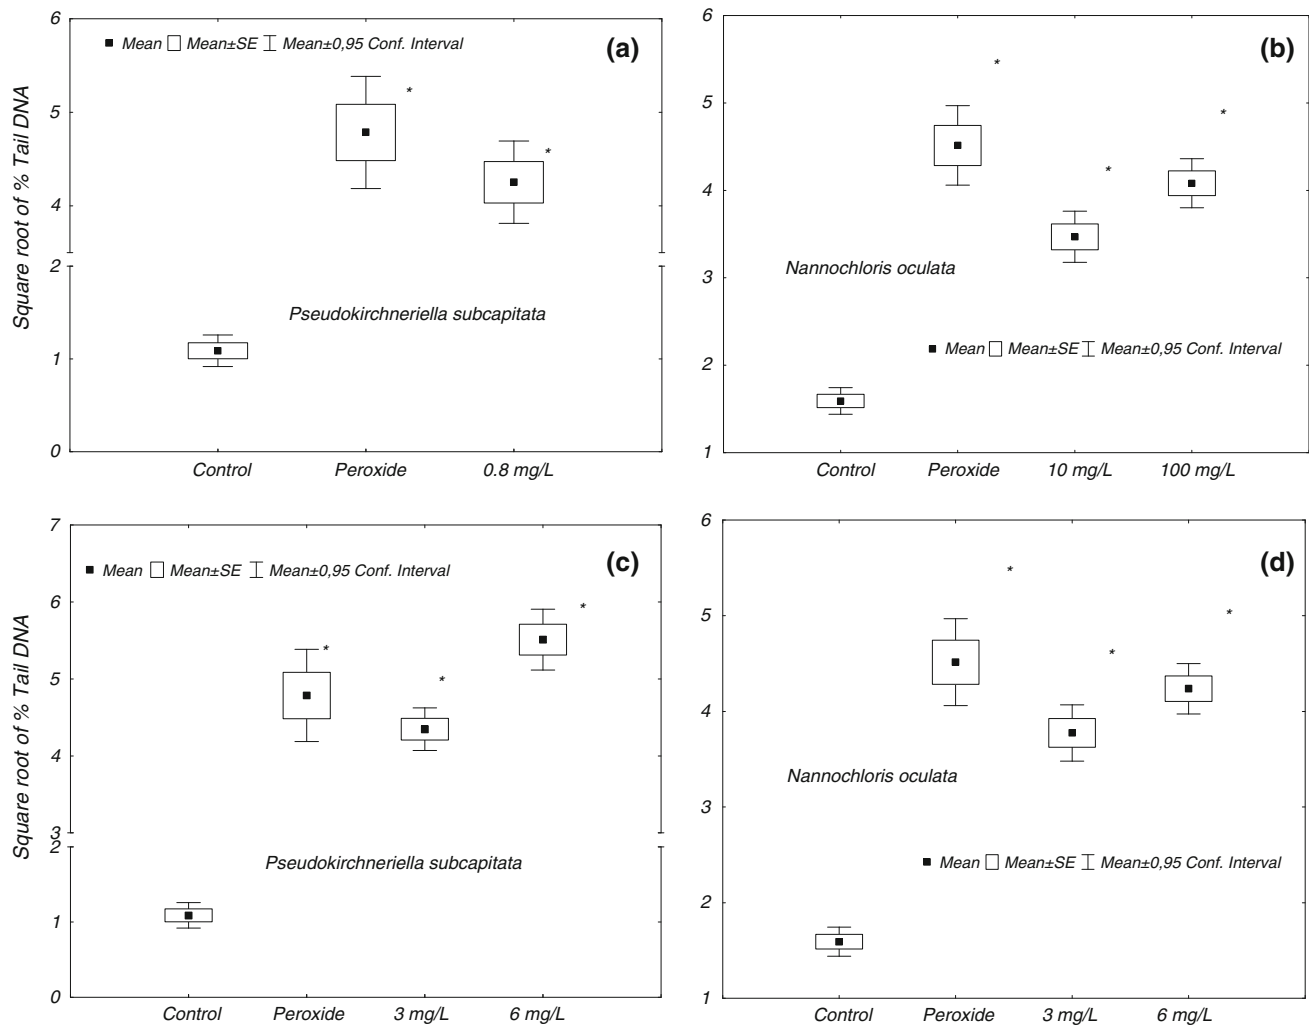 (a)
Mean Mean±SE Mean±0,95 Conf. Interval
Square root of % Tail DNA
6
5
4
2
1
0
*
*
Pseudokirchneriella subcapitata
Control Peroxide 0.8 mg/L
(b)
6
5
4
3
2
1
*
*
*
Nannochloris oculata
Mean Mean±SE Mean±0,95 Conf. Interval
Control Peroxide 10 mg/L 100 mg/L
(c)
Mean Mean±SE Mean±0,95 Conf. Interval
Square root of % Tail DNA
7
6
5
4
3
2
1
0
*
*
*
Pseudokirchneriella subcapitata
Control Peroxide 3 mg/L 6 mg/L
(d)
6
5
4
3
2
1
*
*
*
Nannochloris oculata
Mean Mean±SE Mean±0,95 Conf. Interval
Control Peroxide 3 mg/L 6 mg/L